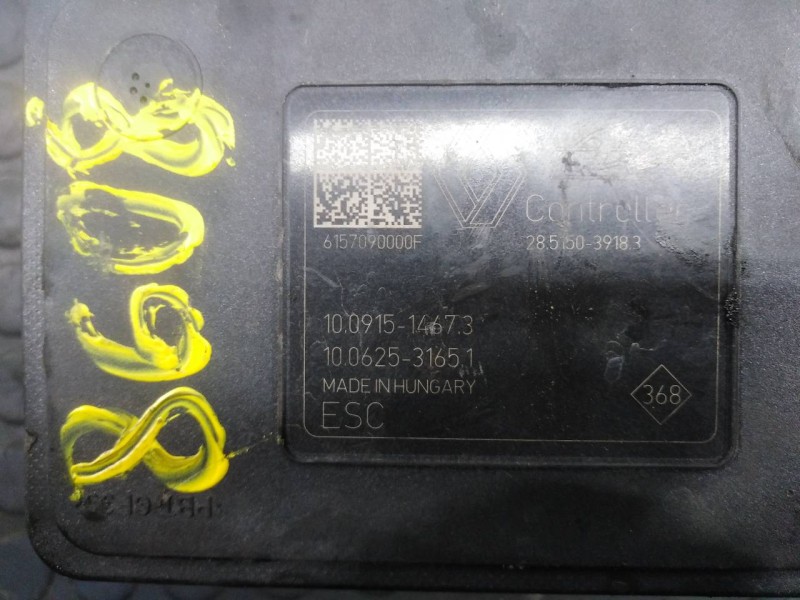 8609
Controller
6157090000F
28.5150-3918.3
10.0915-1467.3
10.0625-3165.1
MADE IN HUNGARY
368
ESC